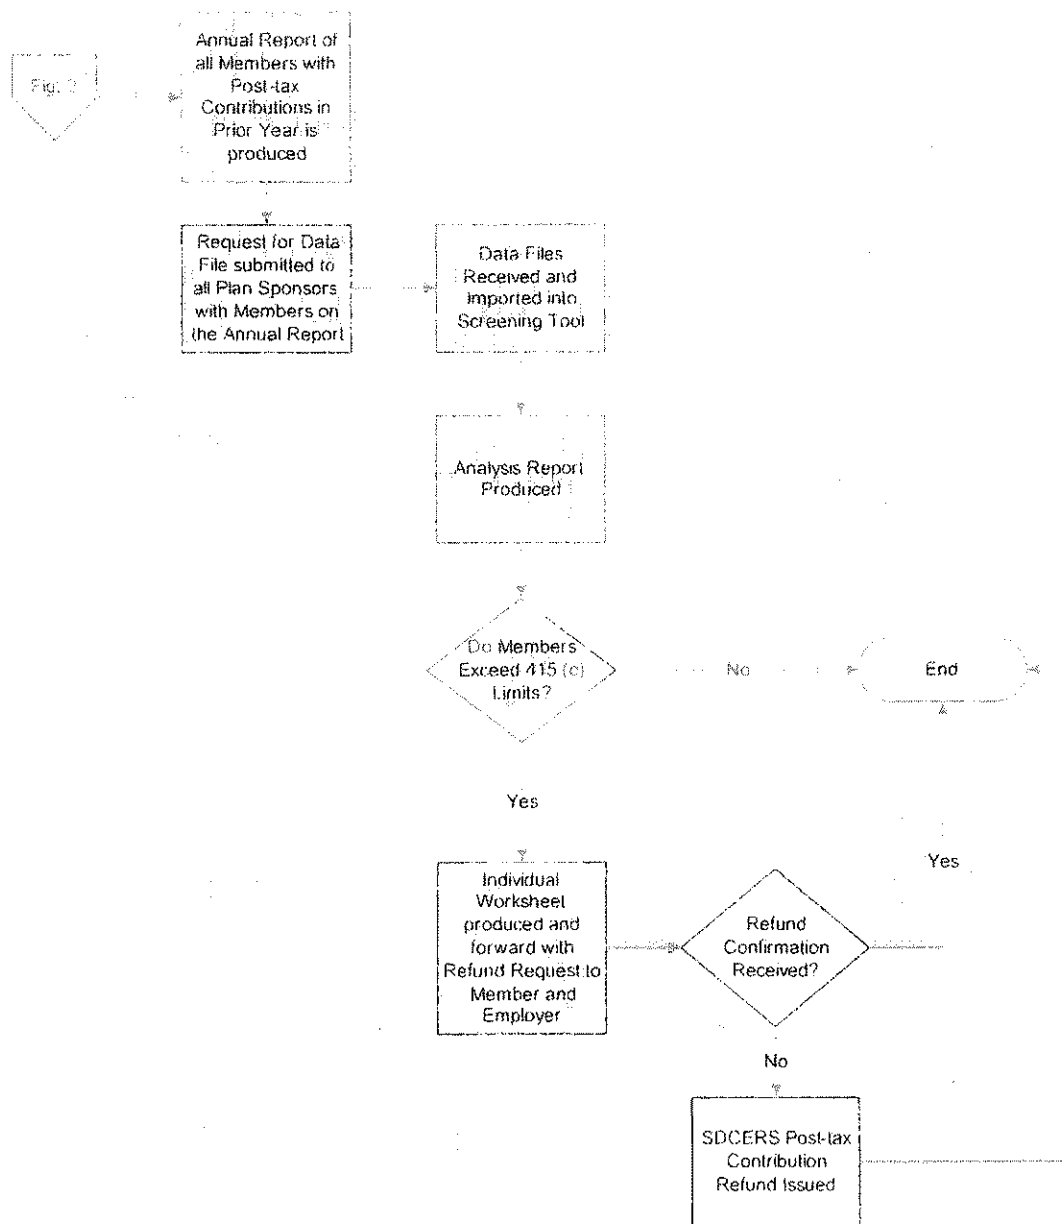 Annual Report of
all Members with
Post-tax
Contributions in
Prior Year is
produced
Request for Data
File submitted to
all Plan Sponsors
with Members on
the Annual Report
Data Files
Received and
Imported into
Screening Tool
Analysis Report
Produced
Do Members
Exceed 415 (c)
Limits?
No
End
Yes
Individual
Worksheet
produced and
forward with
Refund Request to
Member and
Employer
Refund
Confirmation
Received?
Yes
No
SDCERS Post-tax
Contribution
Refund Issued